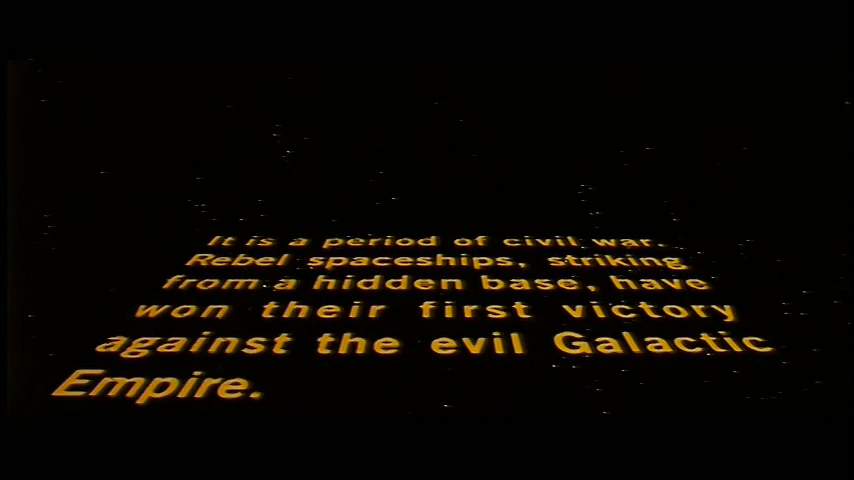 It is a period of civil war.
Rebel spaceships, striking
from a hidden base, have
won their first victory
against the evil Galactic
Empire.